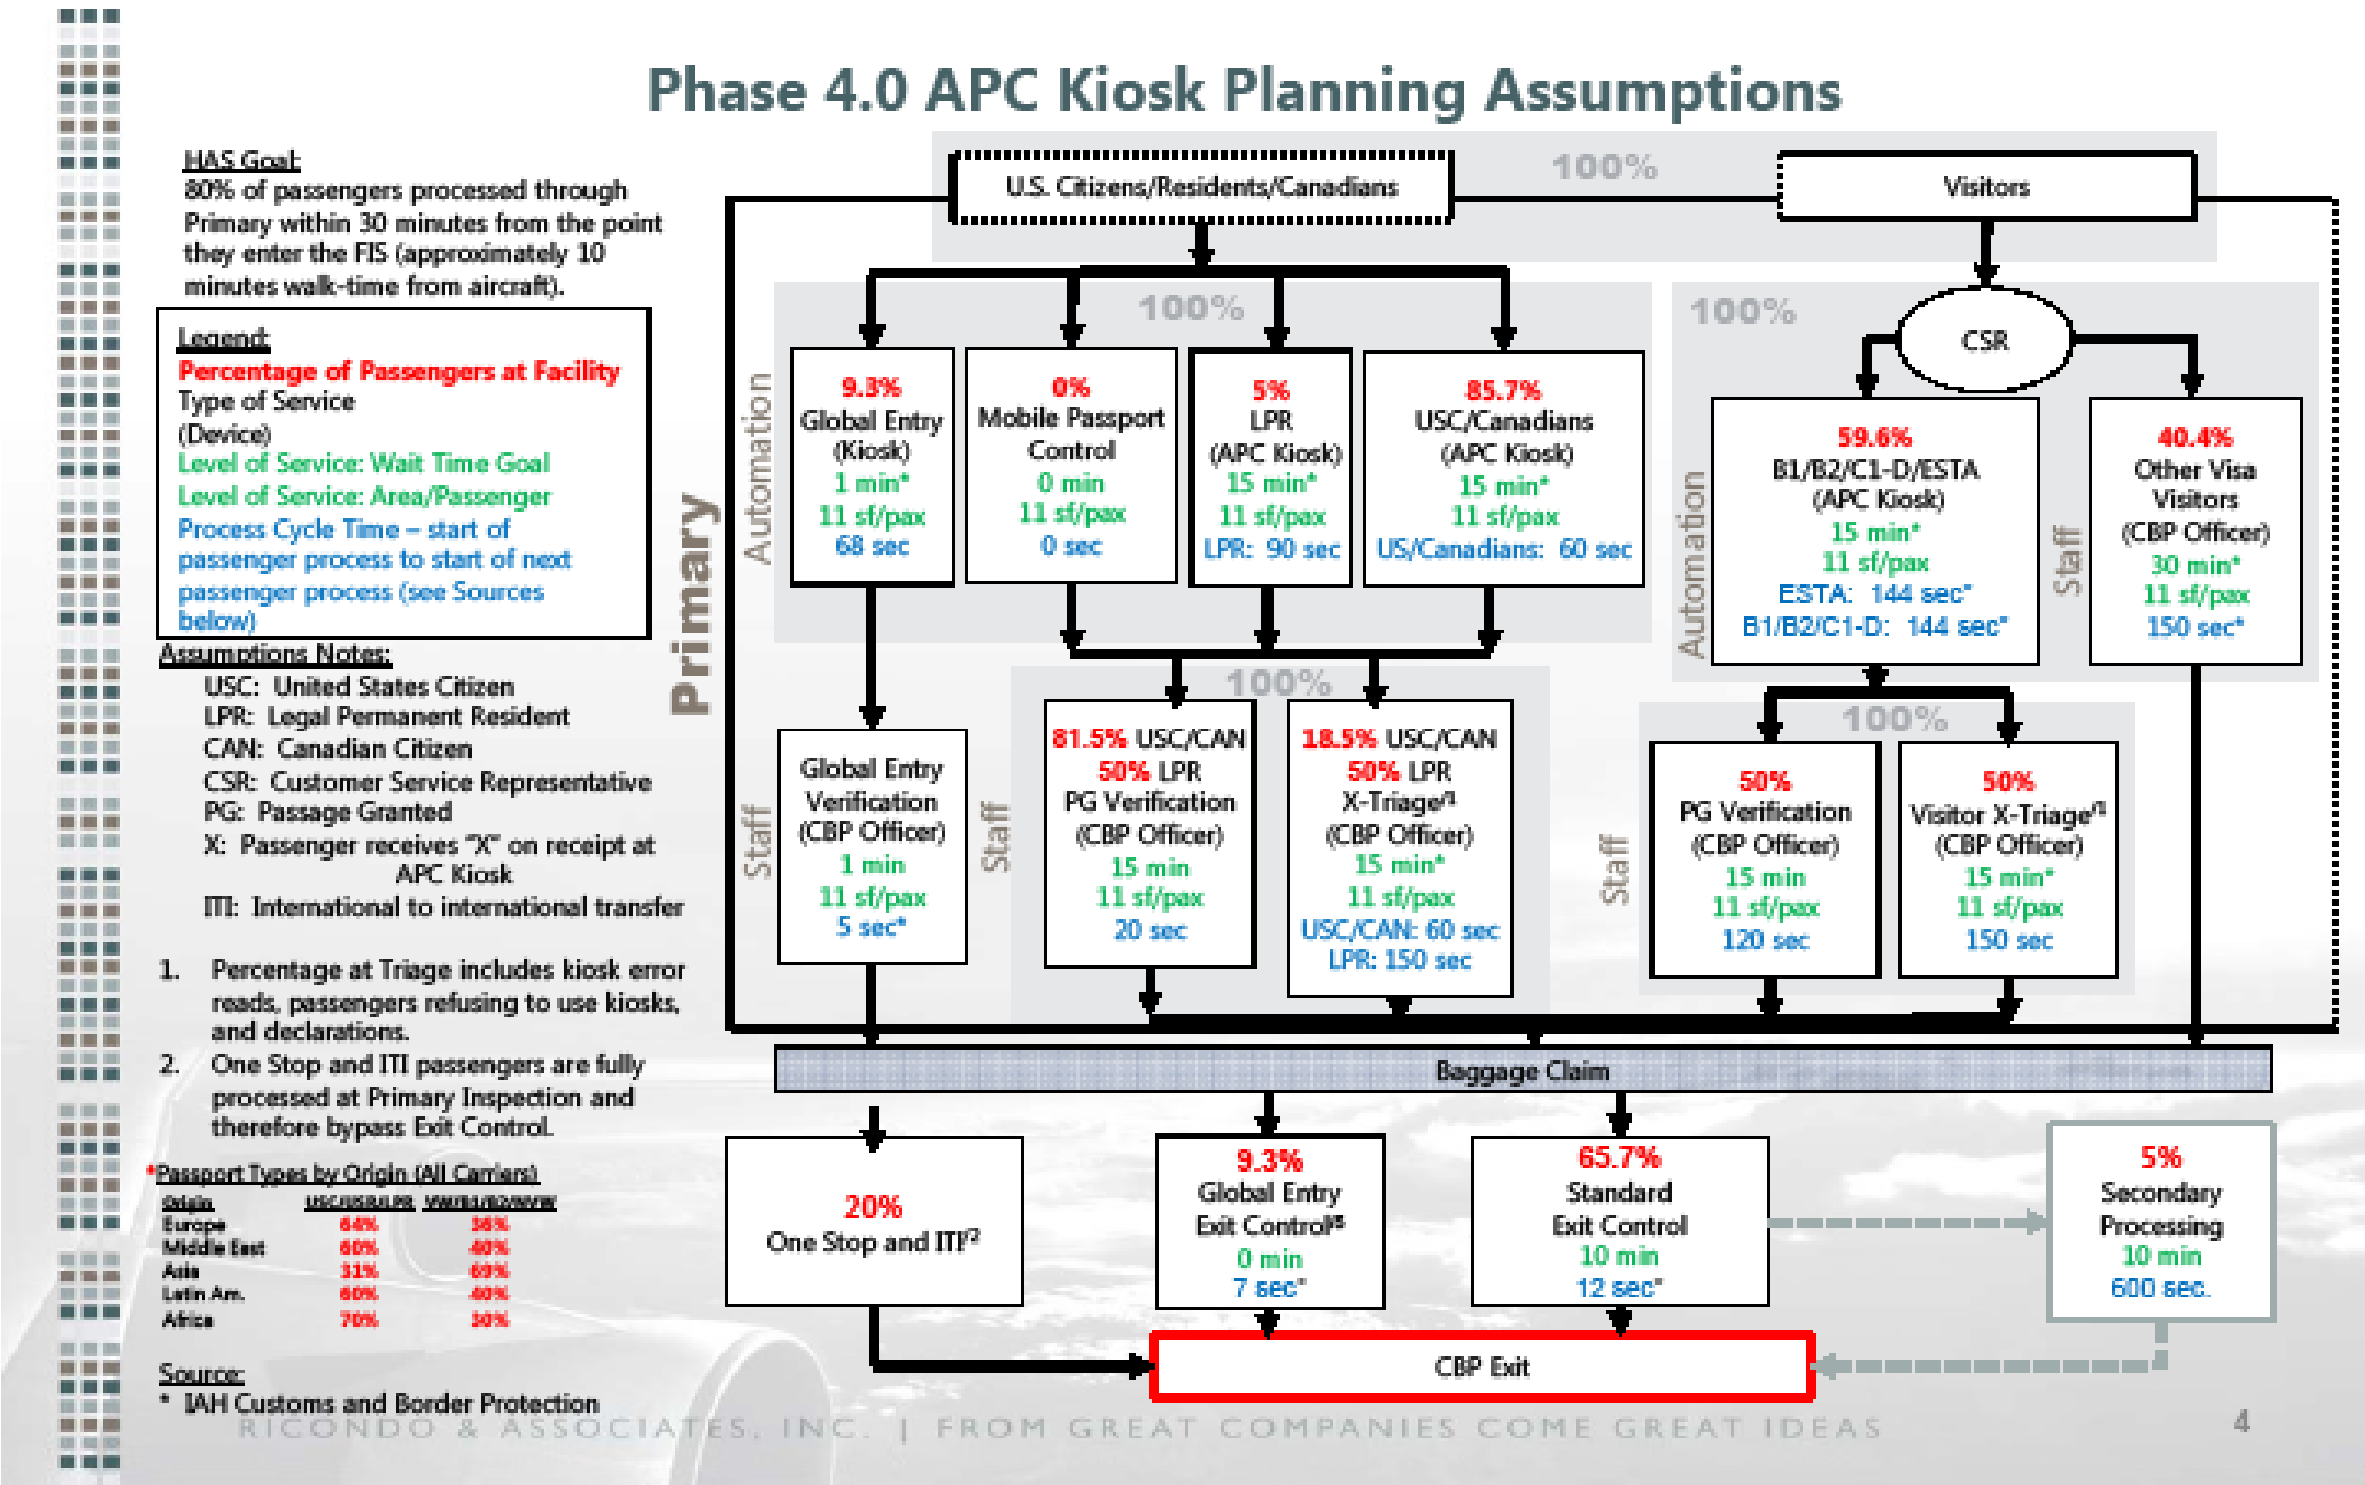 Phase 4.0 APC Kiosk Planning Assumptions
HAS Goal:
80% of passengers processed through
Primary within 30 minutes from the point
they enter the FIS (approximately 10
minutes walk-time from aircraft).
Legend:
Percentage of Passengers at Facility
Type of Service
(Device)
Level of Service: Wait Time Goal
Level of Service: Area/Passenger
Process Cycle Time – start of
passenger process to start of next
passenger process (see Sources
below)
Assumptions Notes:
USC: United States Citizen
LPR: Legal Permanent Resident
CAN: Canadian Citizen
CSR: Customer Service Representative
PG: Passage Granted
X: Passenger receives "X" on receipt at
APC Kiosk
ITI: International to international transfer
1. Percentage at Triage includes kiosk error
reads, passengers refusing to use kiosks,
and declarations.
2. One Stop and ITI passengers are fully
processed at Primary Inspection and
therefore bypass Exit Control.
*Passport Types by Origin (All Carriers)
Origin USC/USR/LPR
Europe 64% 36%
Middle East 60% 40%
Asia 31% 69%
Latin Am. 60% 40%
Africa 70% 30%
Source:
* IAH Customs and Border Protection
Primary
U.S. Citizens/Residents/Canadians
100%
Visitors
100%
Automation
9.3%
Global Entry
(Kiosk)
1 min*
11 sf/pax
68 sec
0%
Mobile Passport
Control
0 min
11 sf/pax
0 sec
5%
LPR
(APC Kiosk)
15 min*
11 sf/pax
LPR: 90 sec
85.7%
USC/Canadians
(APC Kiosk)
15 min*
11 sf/pax
US/Canadians: 60 sec
100%
CSR
Automation
59.6%
B1/B2/C1-D/ESTA
(APC Kiosk)
15 min*
11 sf/pax
ESTA: 144 sec*
B1/B2/C1-D: 144 sec*
Staff
40.4%
Other Visa
Visitors
(CBP Officer)
30 min*
11 sf/pax
150 sec*
Staff
Global Entry
Verification
(CBP Officer)
1 min
11 sf/pax
5 sec*
Staff
100%
81.5% USC/CAN
50% LPR
PG Verification
(CBP Officer)
15 min
11 sf/pax
20 sec
18.5% USC/CAN
50% LPR
X-Triage/1
(CBP Officer)
15 min*
11 sf/pax
USC/CAN: 60 sec
LPR: 150 sec
Staff
100%
50%
PG Verification
(CBP Officer)
15 min
11 sf/pax
120 sec
50%
Visitor X-Triage/1
(CBP Officer)
15 min*
11 sf/pax
150 sec
Baggage Claim
20%
One Stop and ITI/2
9.3%
Global Entry
Exit Control
0 min
7 sec*
65.7%
Standard
Exit Control
10 min
12 sec*
5%
Secondary
Processing
10 min
600 sec.
CBP Exit
RICONDO & ASSOCIATES, INC. | FROM GREAT COMPANIES COME GREAT IDEAS
4